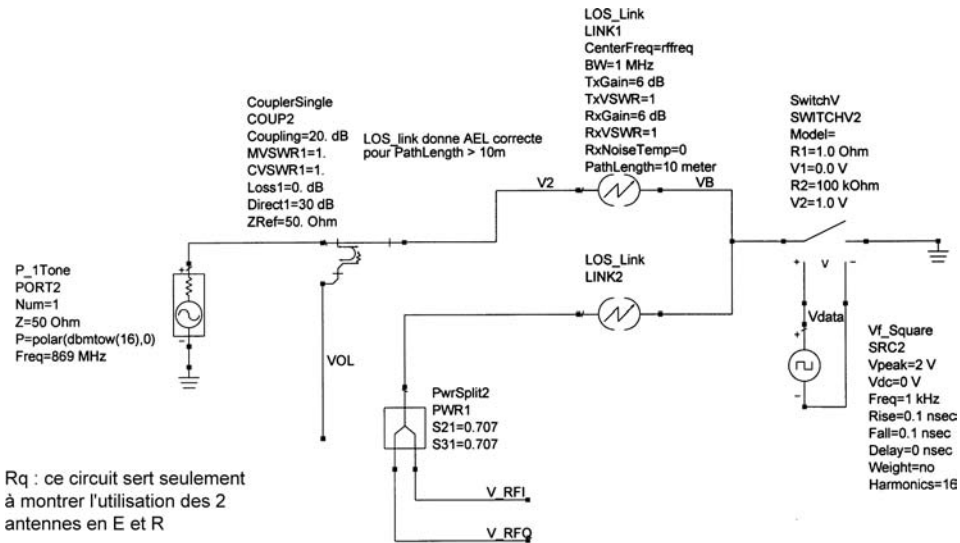 LOS_Link
LINK1
CenterFreq=rffreq
BW=1 MHz
TxGain=6 dB
TxVSWR=1
RxGain=6 dB
RxVSWR=1
RxNoiseTemp=0
PathLength=10 meter
CouplerSingle
COUP2
Coupling=20. dB
MVSWR1=1.
CVSWR1=1.
Loss1=0. dB
Direct1=30 dB
ZRef=50. Ohm
LOS_link donne AEL correcte
pour PathLength > 10m
SwitchV
SWITCHV2
Model=
R1=1.0 Ohm
V1=0.0 V
R2=100 kOhm
V2=1.0 V
V2
VB
P_1Tone
PORT2
Num=1
Z=50 Ohm
P=polar(dbmtow(16),0)
Freq=869 MHz
LOS_Link
LINK2
V
Vdata
VOL
Vf_Square
SRC2
Vpeak=2 V
Vdc=0 V
Freq=1 kHz
Rise=0.1 nsec
Fall=0.1 nsec
Delay=0 nsec
Weight=no
Harmonics=16
PwrSplit2
PWR1
S21=0.707
S31=0.707
V_RFI
V_RFQ
Rq : ce circuit sert seulement
à montrer l'utilisation des 2
antennes en E et R